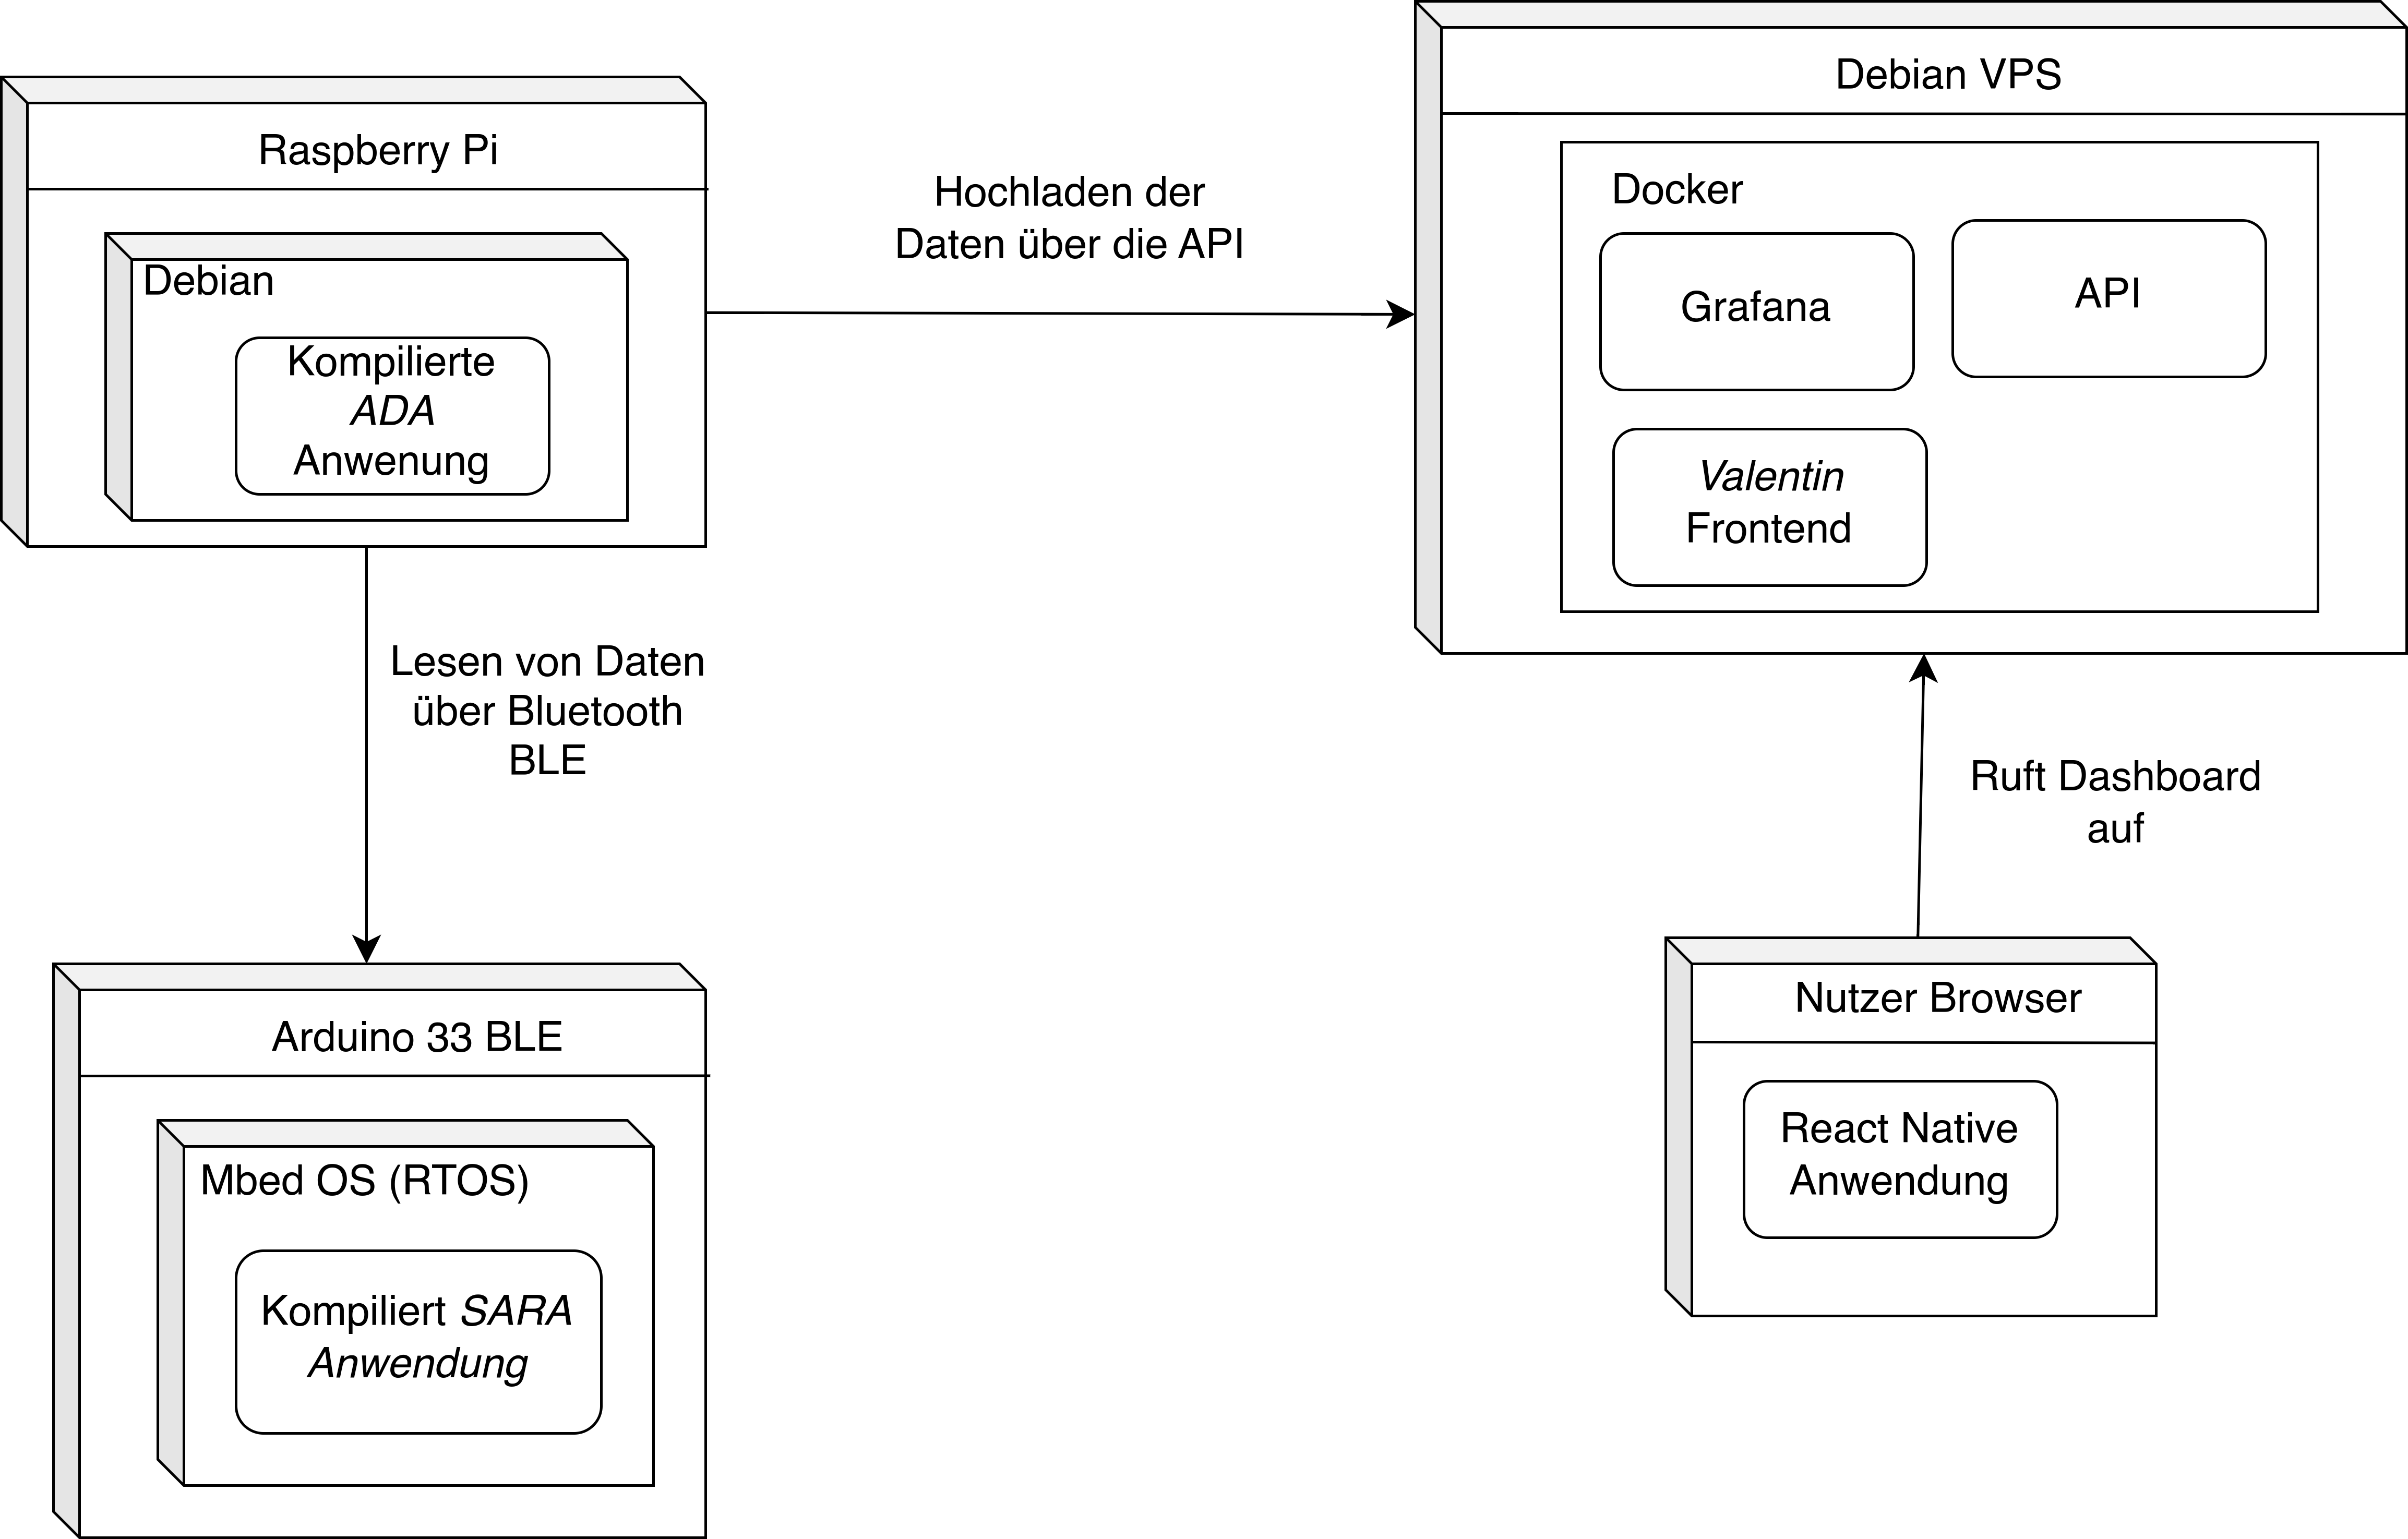 Raspberry Pi
Debian
Kompilierte
ADA
Anwenung
Hochladen der
Daten über die API
Debian VPS
Docker
Grafana
API
Valentin
Frontend
Lesen von Daten
über Bluetooth
BLE
Ruft Dashboard
auf
Arduino 33 BLE
Mbed OS (RTOS)
Kompiliert SARA
Anwendung
Nutzer Browser
React Native
Anwendung